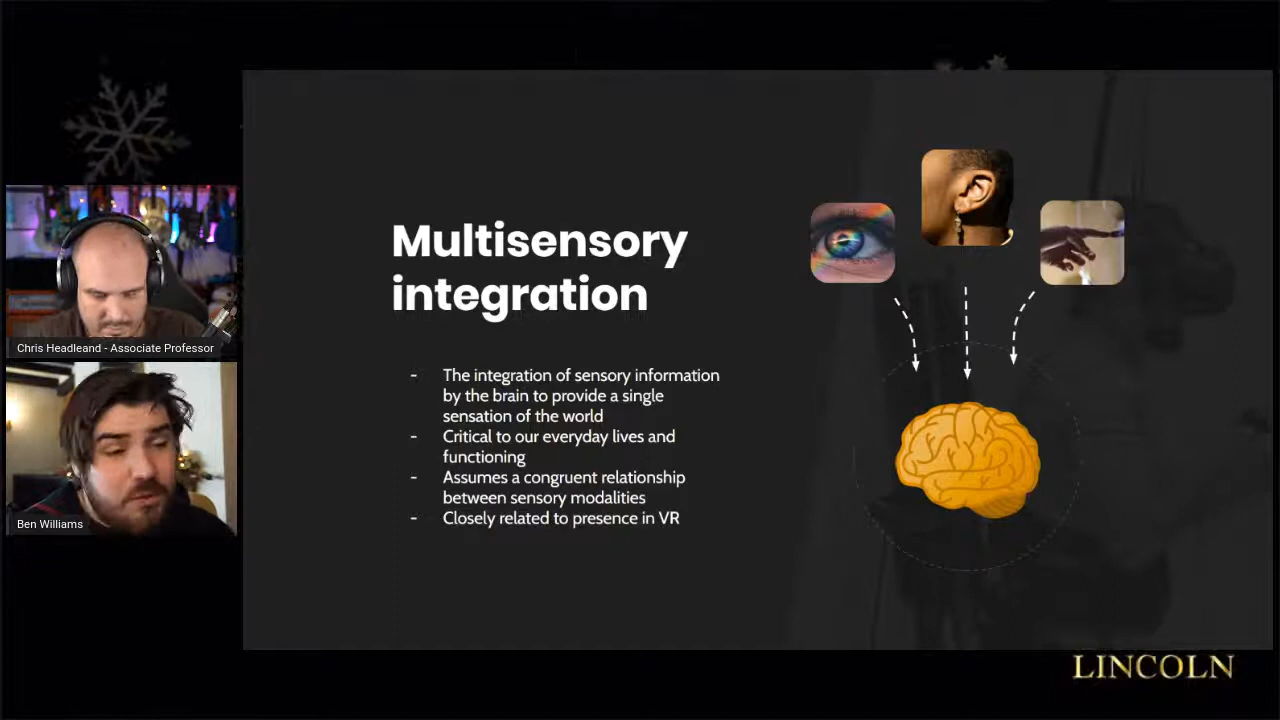 Multisensory
integration
- The integration of sensory information
by the brain to provide a single
sensation of the world
- Critical to our everyday lives and
functioning
- Assumes a congruent relationship
between sensory modalities
- Closely related to presence in VR
Chris Headleand - Associate Professor
Ben Williams
LINCOLN